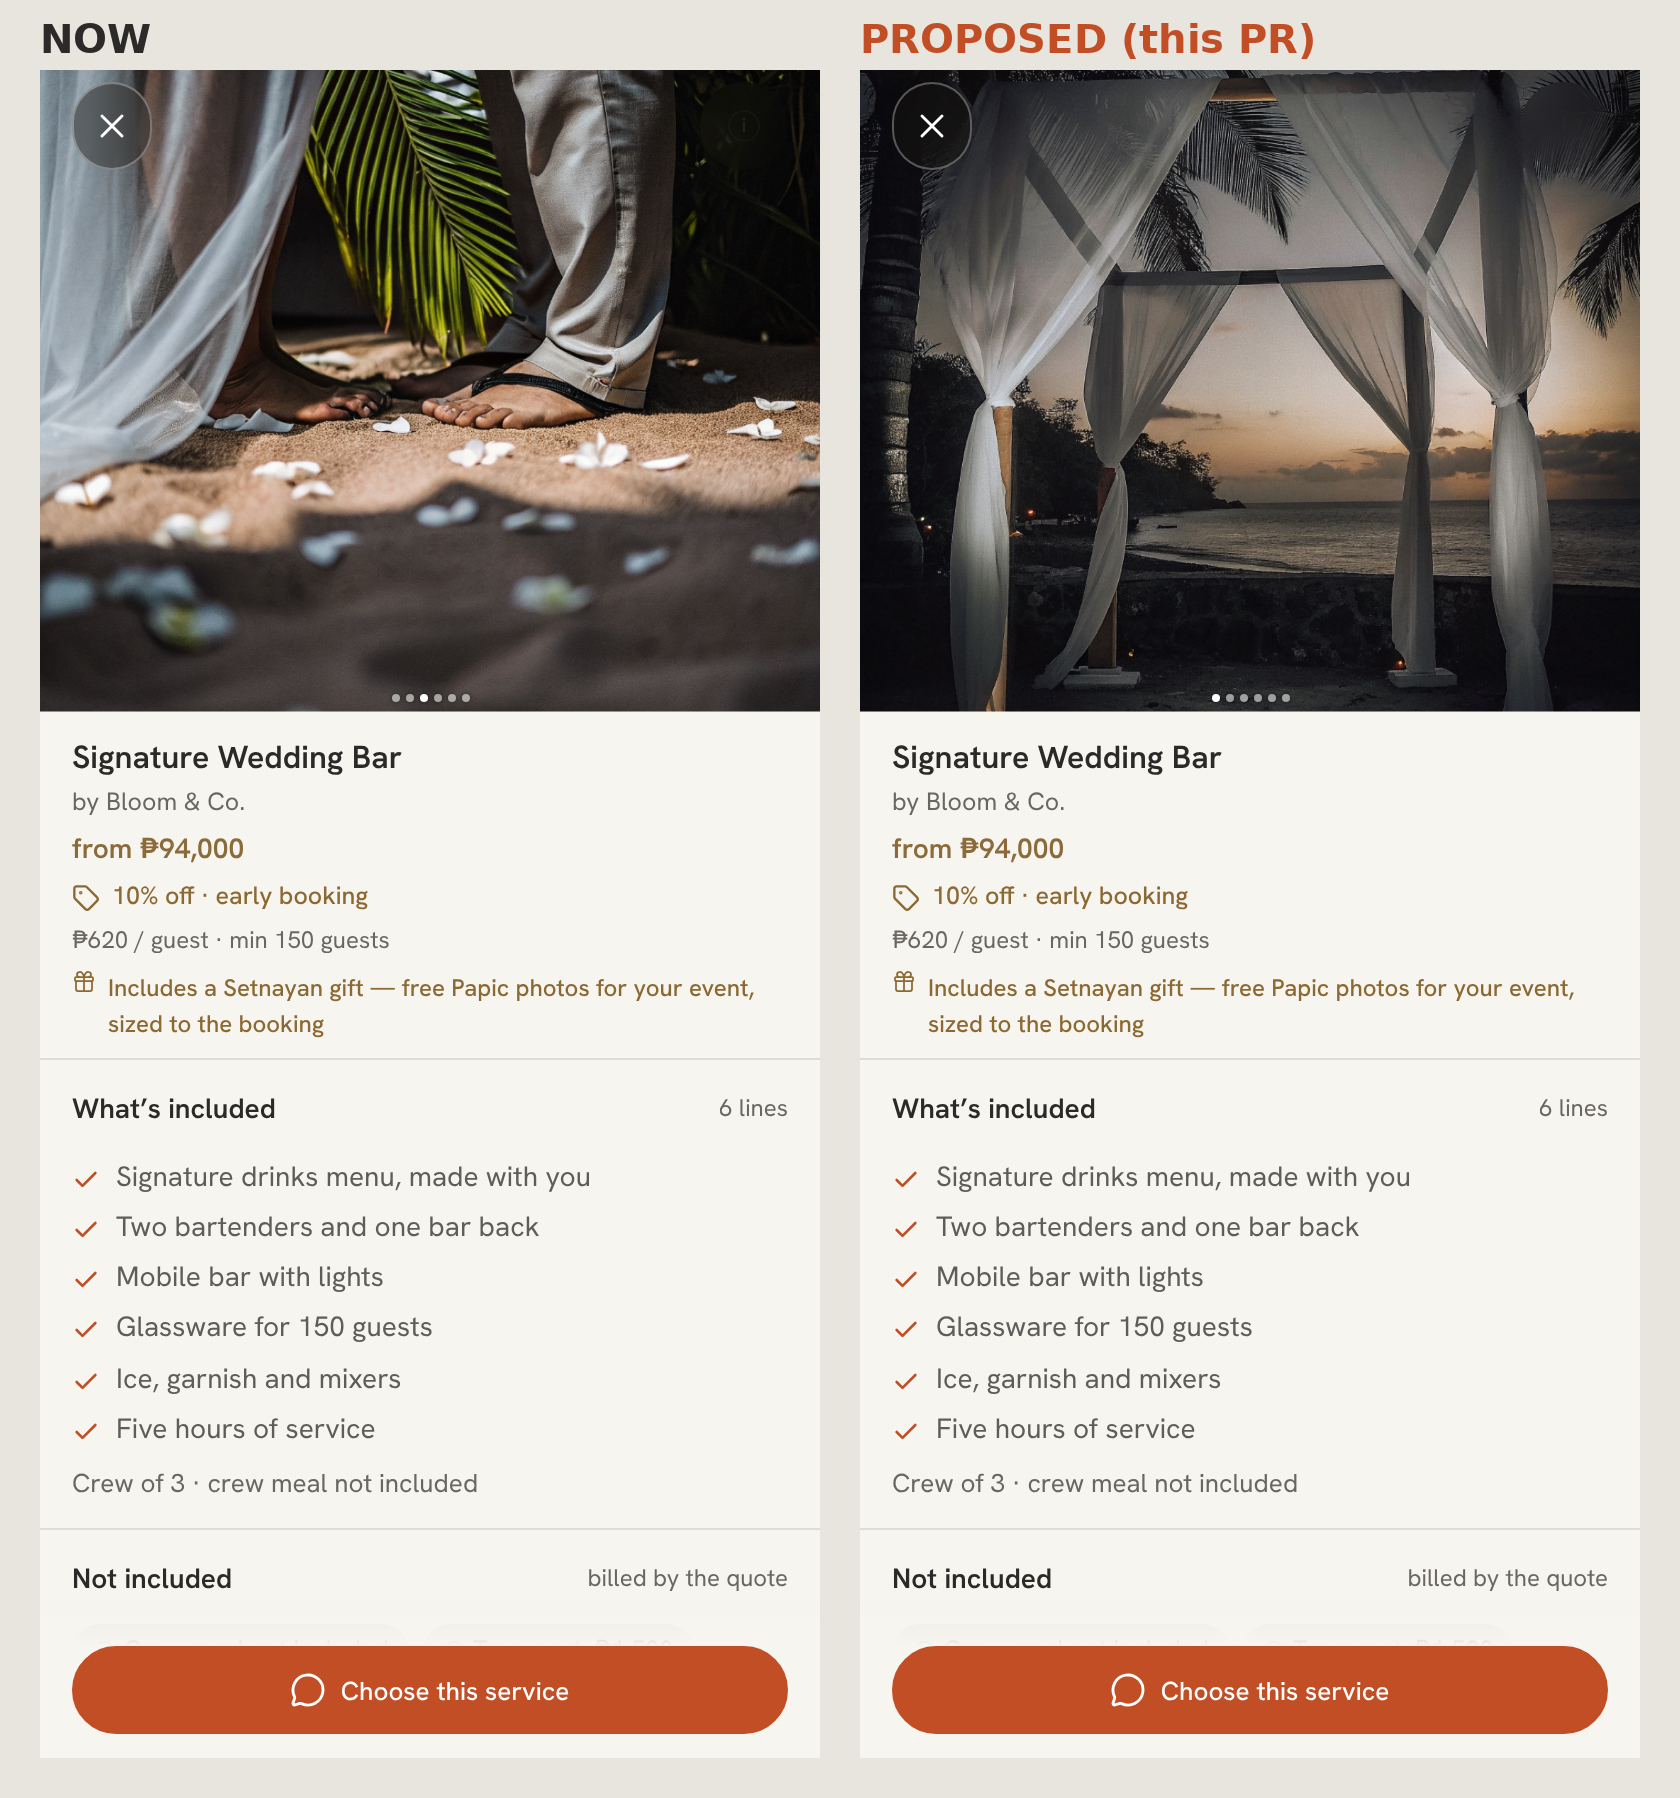 NOW
Signature Wedding Bar
by Bloom & Co.
from ₱94,000
10% off · early booking
₱620 / guest · min 150 guests
Includes a Setnayan gift — free Papic photos for your event,
sized to the booking
What’s included
6 lines
Signature drinks menu, made with you
Two bartenders and one bar back
Mobile bar with lights
Glassware for 150 guests
Ice, garnish and mixers
Five hours of service
Crew of 3 · crew meal not included
Not included
billed by the quote
Choose this service
PROPOSED (this PR)
Signature Wedding Bar
by Bloom & Co.
from ₱94,000
10% off · early booking
₱620 / guest · min 150 guests
Includes a Setnayan gift — free Papic photos for your event,
sized to the booking
What’s included
6 lines
Signature drinks menu, made with you
Two bartenders and one bar back
Mobile bar with lights
Glassware for 150 guests
Ice, garnish and mixers
Five hours of service
Crew of 3 · crew meal not included
Not included
billed by the quote
Choose this service